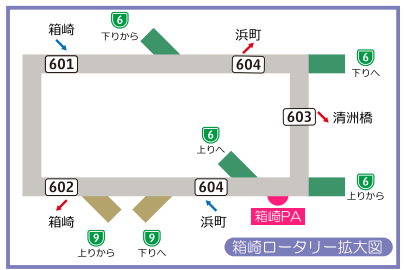 箱崎
6
下りから
浜町
6
下りへ
601
604
603
清洲橋
6
上りへ
6
上りから
602
604
箱崎
9
上りから
9
下りへ
浜町
箱崎PA
箱崎ロータリー拡大図